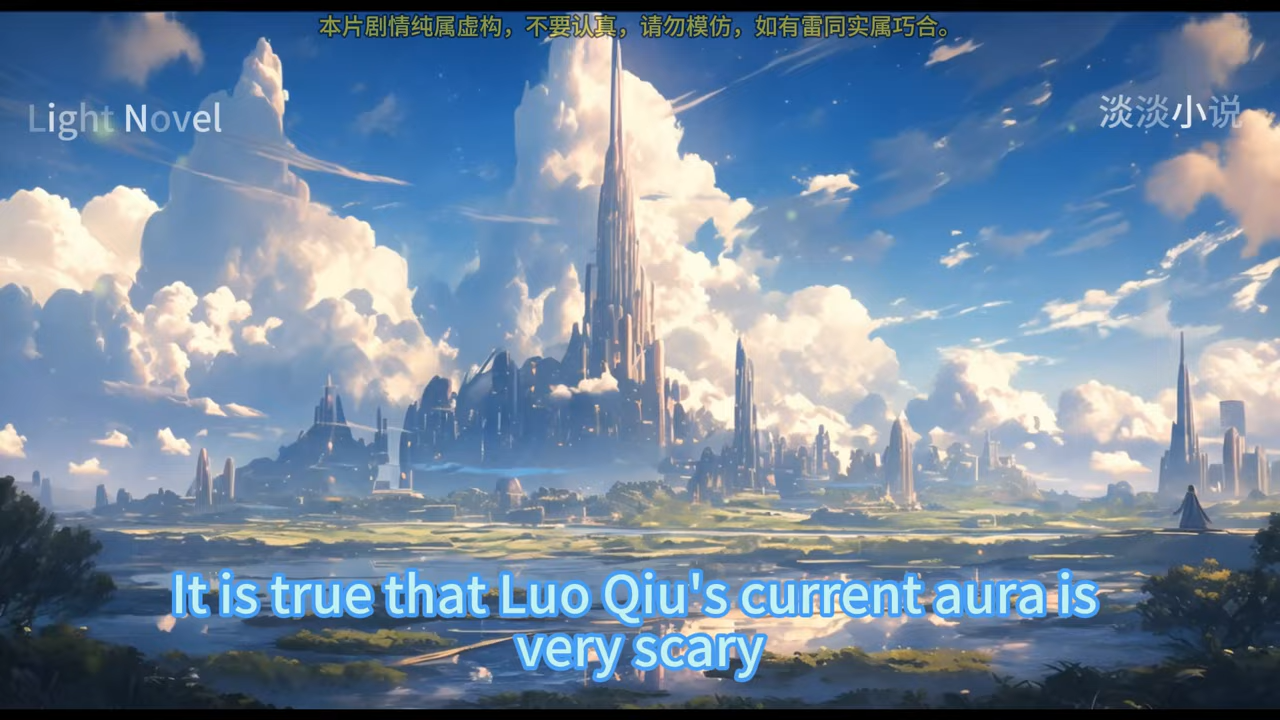 本片剧情纯属虚构，不要认真，请勿模仿，如有雷同实属巧合。
Light Novel
淡淡小说
It is true that Luo Qiu's current aura is
very scary